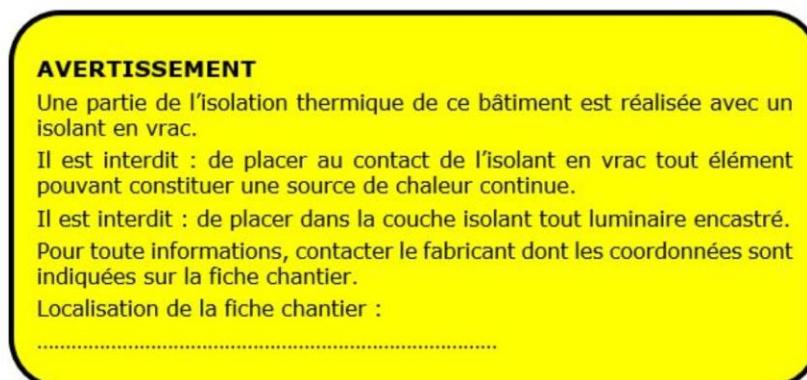 AVERTISSEMENT
Une partie de l’isolation thermique de ce bâtiment est réalisée avec un
isolant en vrac.
Il est interdit : de placer au contact de l’isolant en vrac tout élément
pouvant constituer une source de chaleur continue.
Il est interdit : de placer dans la couche isolant tout luminaire encastré.
Pour toute informations, contacter le fabricant dont les coordonnées sont
indiquées sur la fiche chantier.
Localisation de la fiche chantier :
.................................................................................